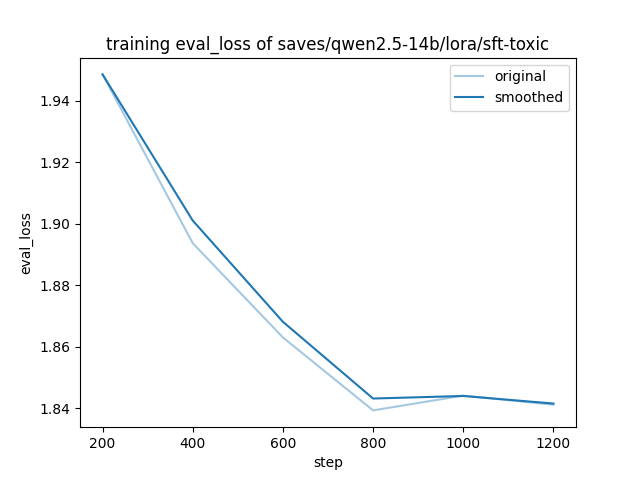 training eval_loss of saves/qwen2.5-14b/lora/sft-toxic
original
smoothed
1.94
1.92
1.90
1.88
1.86
1.84
eval_loss
200 400 600 800 1000 1200
step